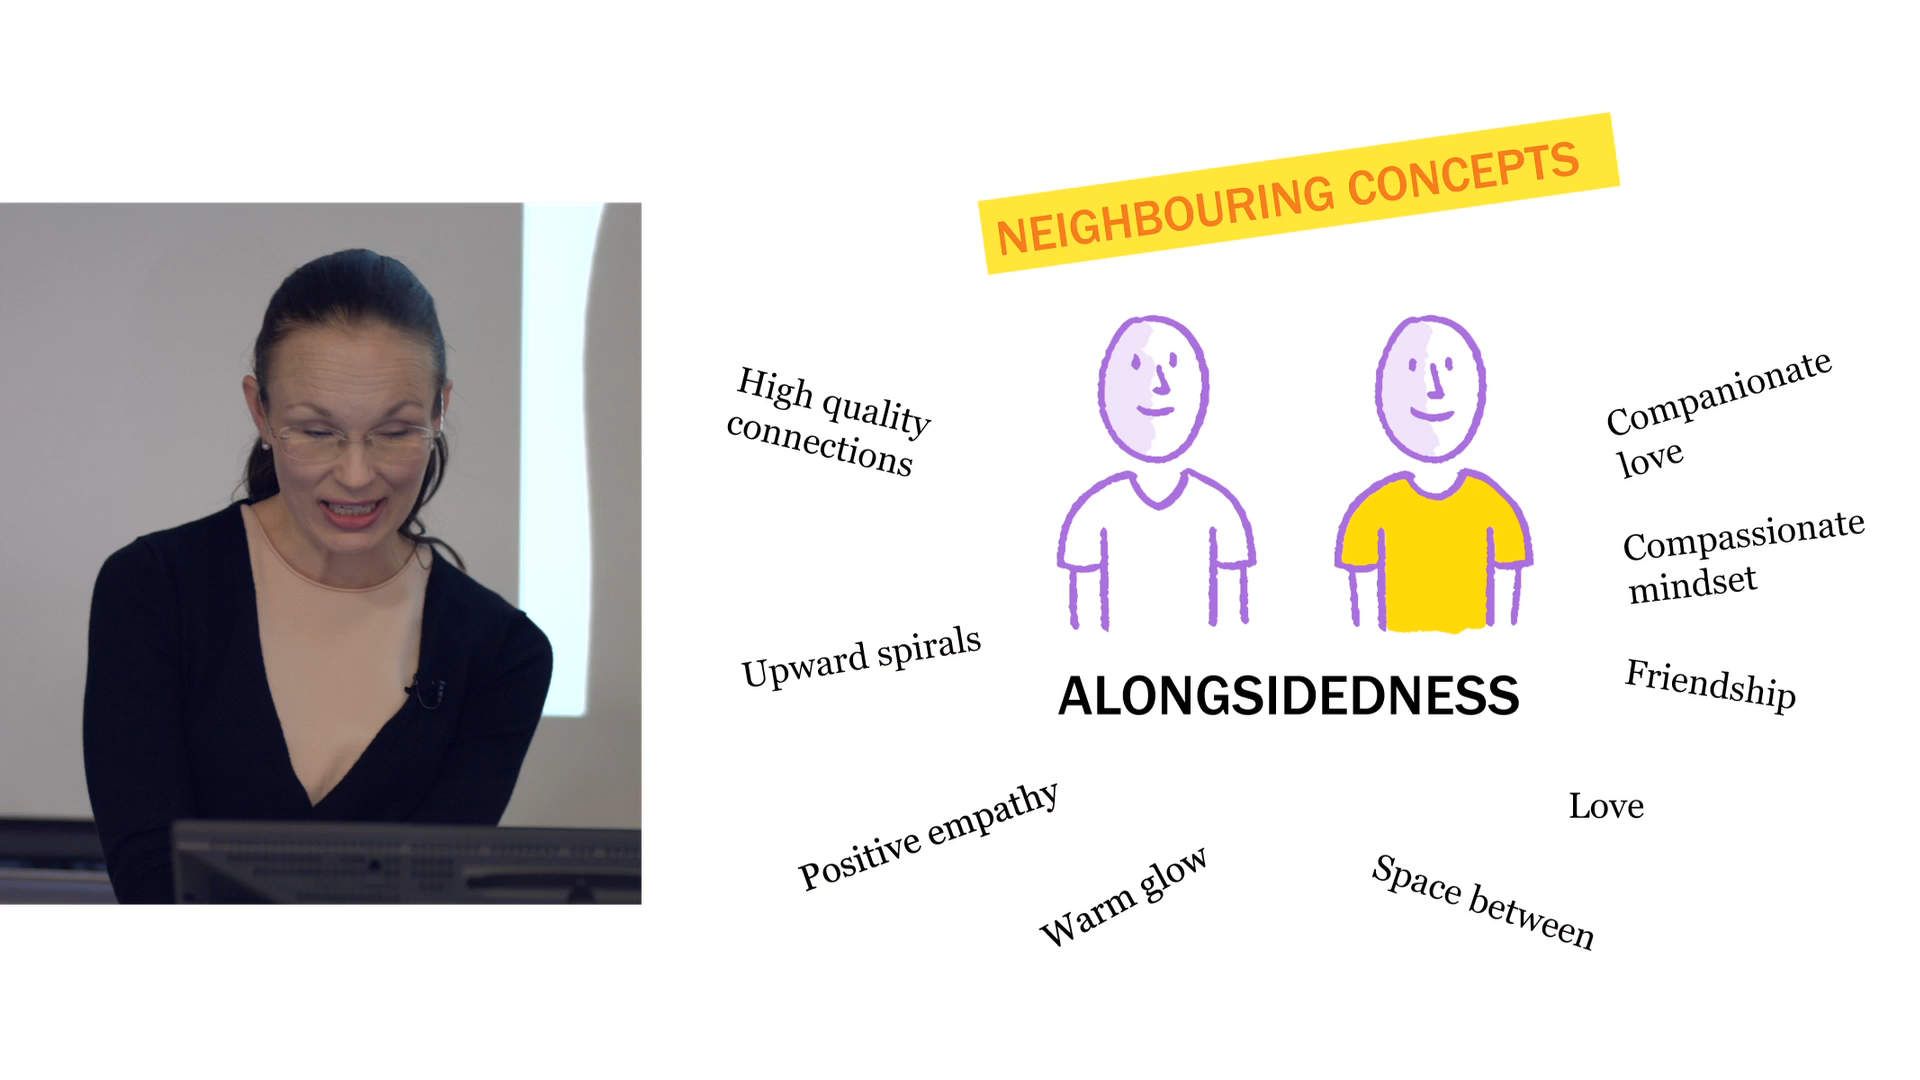 NEIGHBOURING CONCEPTS
High quality
connections
Companionate
love
Compassionate
mindset
Upward spirals
ALONGSIDEDNESS
Friendship
Positive empathy
Love
Warm glow
Space between